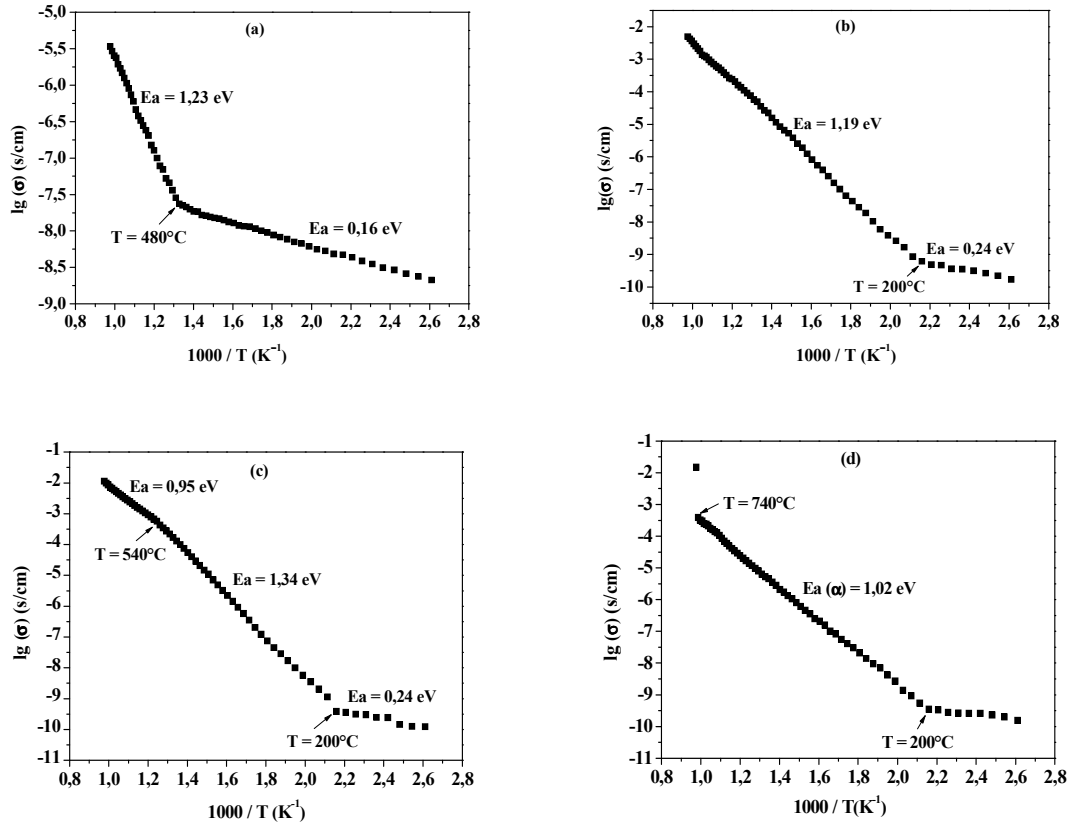 (a)
lg (σ) (s/cm)
-5,0
-5,5
-6,0
-6,5
-7,0
-7,5
-8,0
-8,5
-9,0
Ea = 1,23 eV
T = 480°C
Ea = 0,16 eV
0,8 1,0 1,2 1,4 1,6 1,8 2,0 2,2 2,4 2,6 2,8
1000 / T (K⁻¹)
(b)
lg(σ) (s/cm)
-2
-3
-4
-5
-6
-7
-8
-9
-10
Ea = 1,19 eV
Ea = 0,24 eV
T = 200°C
0,8 1,0 1,2 1,4 1,6 1,8 2,0 2,2 2,4 2,6 2,8
1000 / T (K⁻¹)
(c)
lg (σ) (s/cm)
-1
-2
-3
-4
-5
-6
-7
-8
-9
-10
-11
Ea = 0,95 eV
T = 540°C
Ea = 1,34 eV
Ea = 0,24 eV
T = 200°C
0,8 1,0 1,2 1,4 1,6 1,8 2,0 2,2 2,4 2,6 2,8
1000 / T (K⁻¹)
(d)
lg (σ) (s/cm)
-1
-2
-3
-4
-5
-6
-7
-8
-9
-10
-11
T = 740°C
Ea (α) = 1,02 eV
T = 200°C
0,8 1,0 1,2 1,4 1,6 1,8 2,0 2,2 2,4 2,6 2,8
1000 / T(K⁻¹)